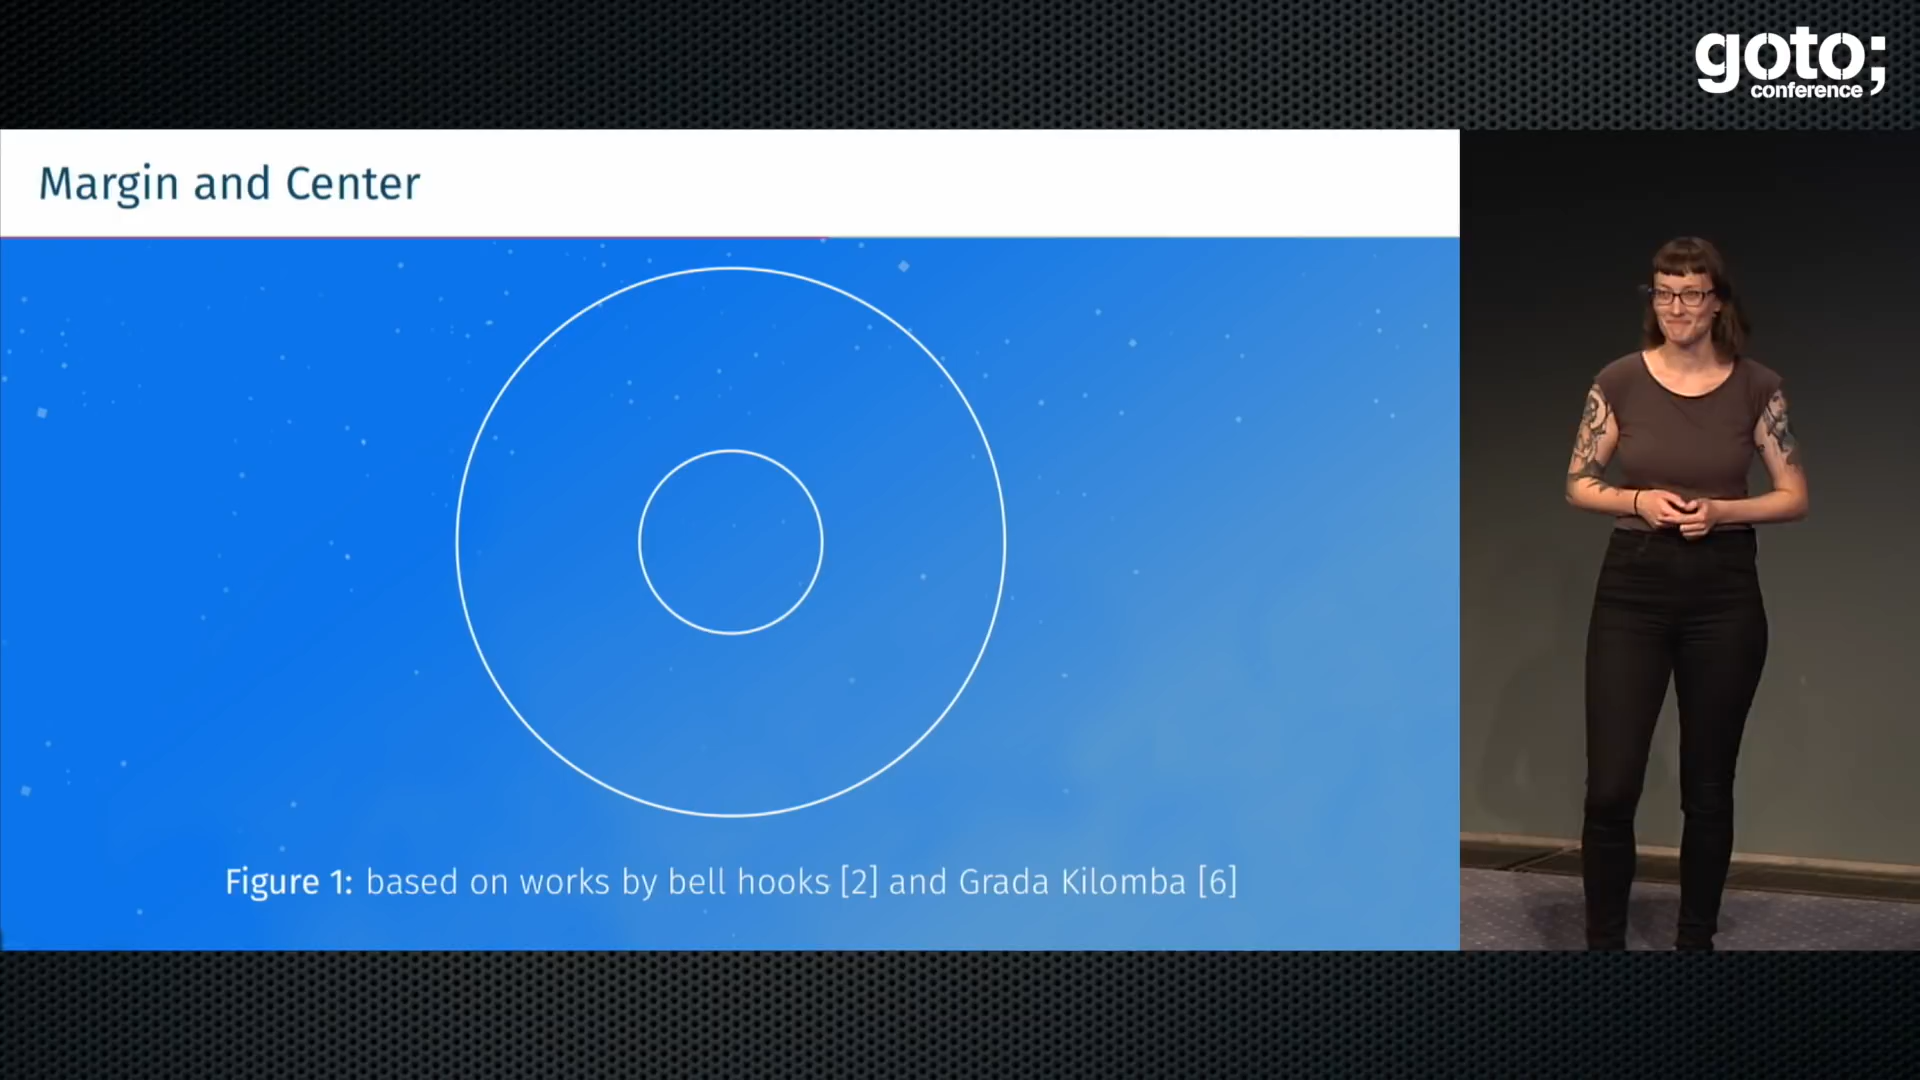 goto;
conference
Margin and Center
Figure 1: based on works by bell hooks [2] and Grada Kilomba [6]